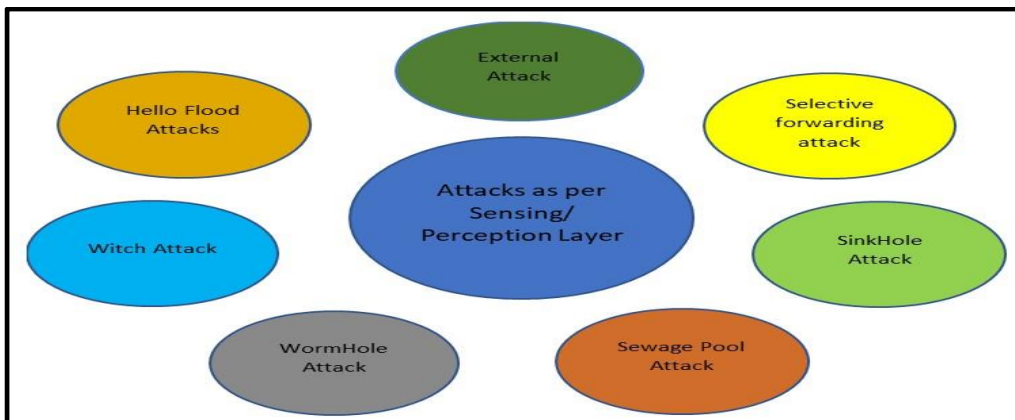 External
Attack
Hello Flood
Attacks
Selective
forwarding
attack
Attacks as per
Sensing/
Perception Layer
Witch Attack
SinkHole
Attack
WormHole
Attack
Sewage Pool
Attack